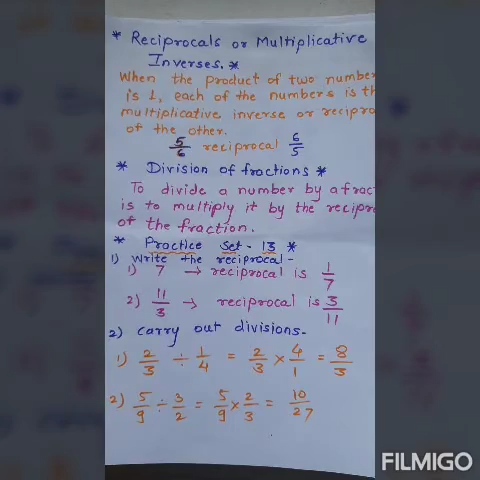 * Reciprocals or Multiplicative
Inverses. *
When the product of two number
is 1, each of the numbers is th
multiplicative inverse or recipro
of the other.
5/6 reciprocal 6/5
* Division of fractions *
To divide a number by a fract
is to multiply it by the recipr
of the fraction.
* Practice Set - 13 *
1) Write the reciprocal -
1) 7 → reciprocal is 1/7
2) 11/3 → reciprocal is 3/11
2) Carry out divisions.
1) 2/3 ÷ 1/4 = 2/3 × 4/1 = 8/3
2) 5/9 ÷ 3/2 = 5/9 × 2/3 = 10/27
FILMIGO